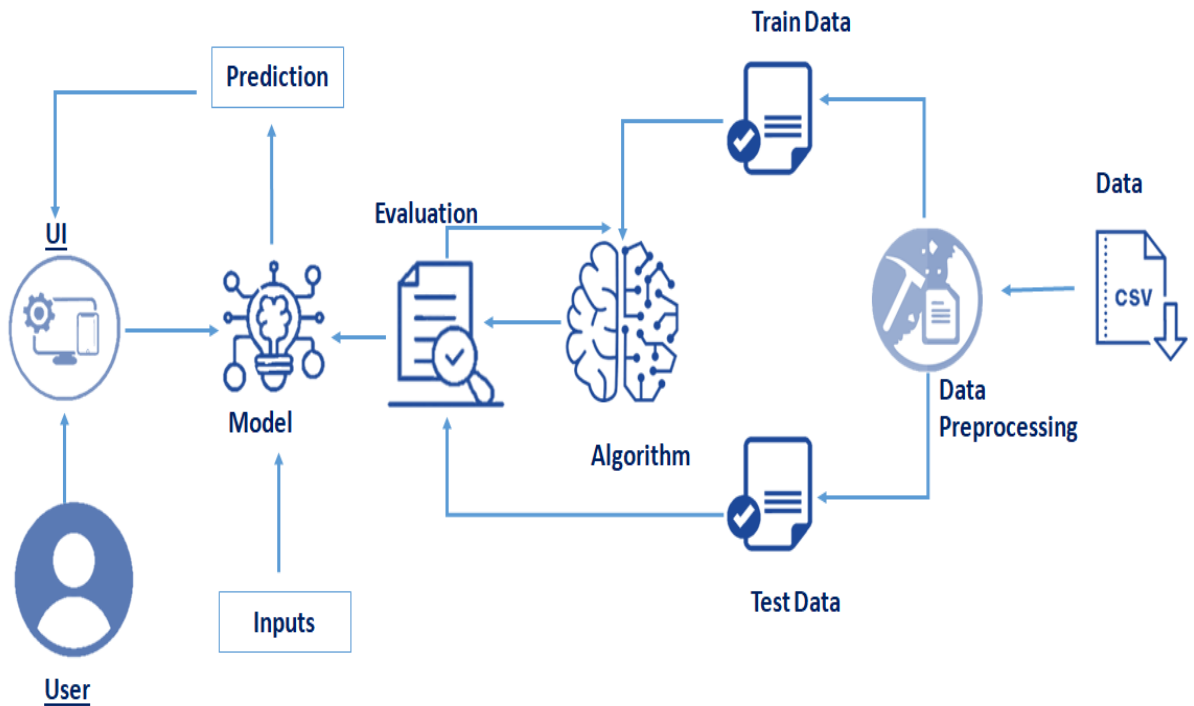 Train Data
Prediction
Data
Evaluation
UI
CSV
Data
Preprocessing
Model
Algorithm
Test Data
Inputs
User